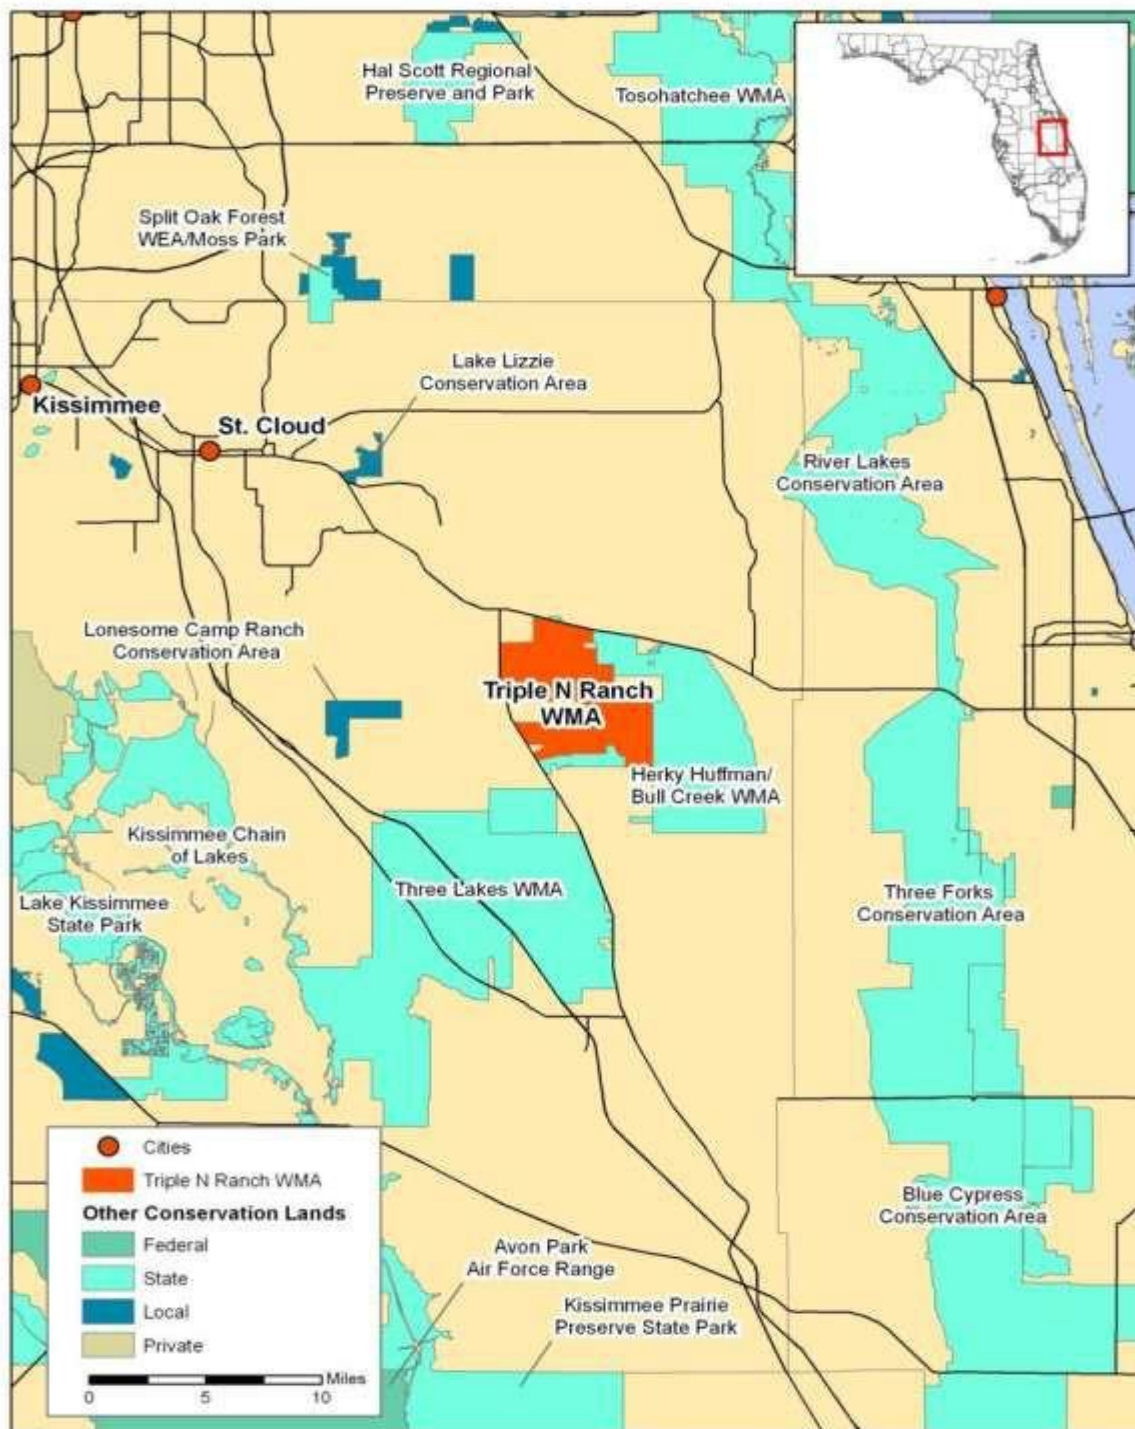 Hal Scott Regional
Preserve and Park
Tosohatchee WMA
Split Oak Forest
WEA/Moss Park
Lake Lizzie
Conservation Area
Kissimmee
St. Cloud
River Lakes
Conservation Area
Lonesome Camp Ranch
Conservation Area
Triple N Ranch
WMA
Herky Huffman/
Bull Creek WMA
Kissimmee Chain
of Lakes
Three Lakes WMA
Lake Kissimmee
State Park
Three Forks
Conservation Area
Blue Cypress
Conservation Area
Avon Park
Air Force Range
Kissimmee Prairie
Preserve State Park
Cities
Triple N Ranch WMA
Other Conservation Lands
Federal
State
Local
Private
Miles
0 5 10